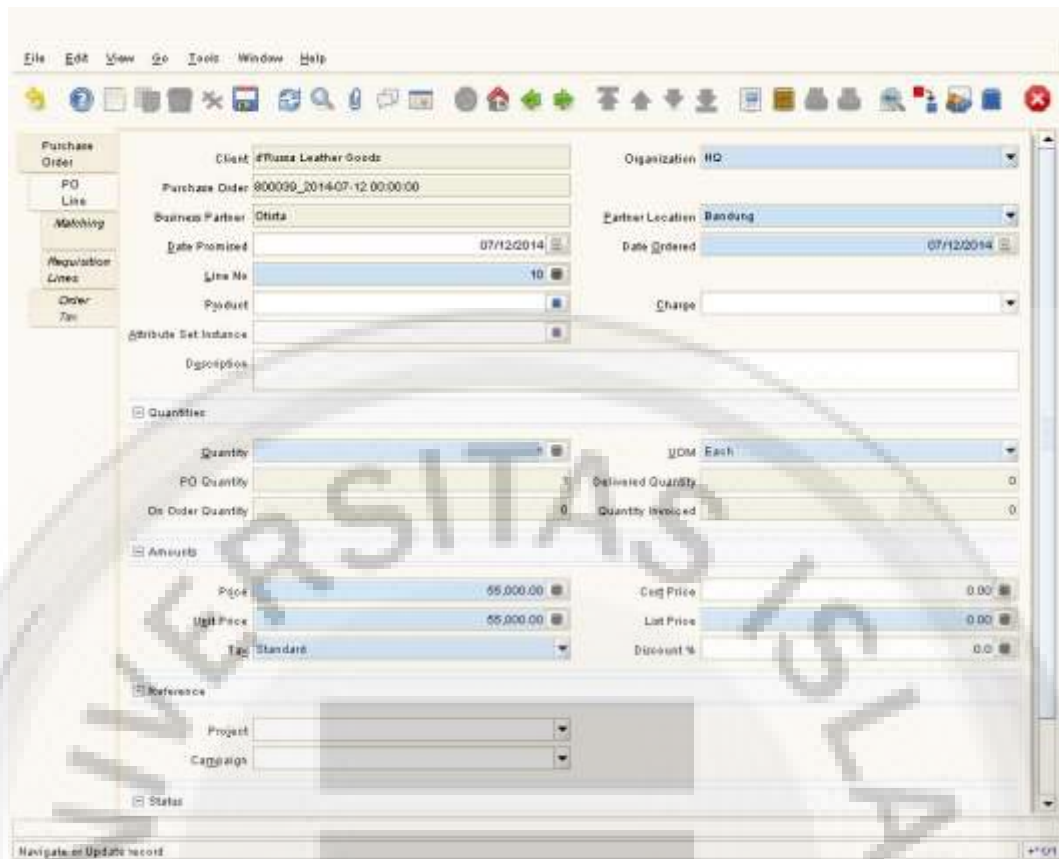 File Edit View Go Tools Window Help
Purchase Order
PO Line
Matching
Requisition Lines
Order Tax
Client d'Russa Leather Goods Organization HQ
Purchase Order 800039_2014-07-12 00:00:00
Business Partner Otista Partner Location Bandung
Date Promised 07/12/2014 Date Ordered 07/12/2014
Line No 10
Product Charge
Attribute Set Instance
Description
Quantities
Quantity 1 UOM Each
PO Quantity 1 Delivered Quantity 0
On Order Quantity 0 Quantity Invoiced 0
Amounts
Price 55,000.00 Cost Price 0.00
Unit Price 55,000.00 List Price 0.00
Tax Standard Discount % 0.0
Reference
Project
Campaign
Status
Navigate or Update record +*1/1
UNIVERSITAS ISLA